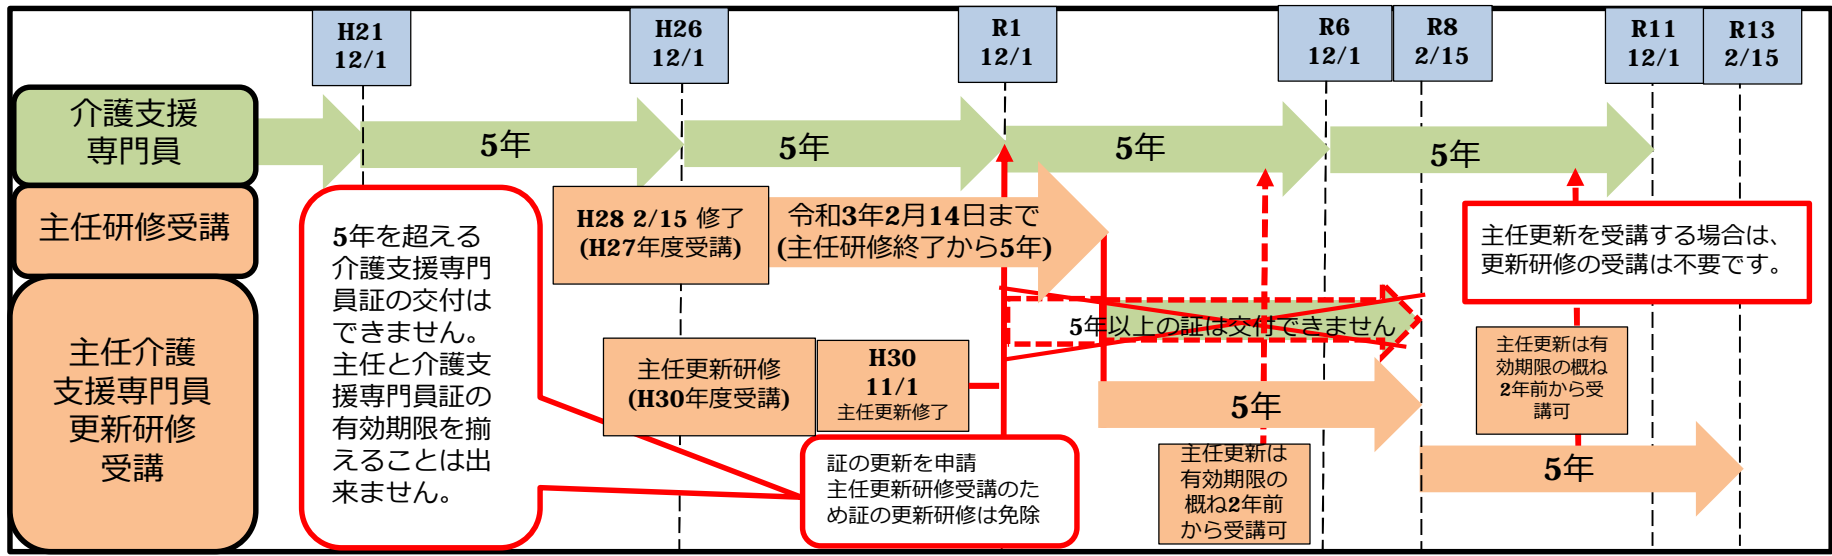 H21
12/1
H26
12/1
R1
12/1
R6
12/1
R8
2/15
R11
12/1
R13
2/15
介護支援
専門員
5年
5年
5年
5年
主任研修受講
H28 2/15 修了
(H27年度受講)
令和3年2月14日まで
(主任研修終了から5年)
5年を超える
介護支援専門
員証の交付は
できません。
主任と介護支
援専門員証の
有効期限を揃
えることは出
来ません。
主任更新を受講する場合は、
更新研修の受講は不要です。
5年以上の証は交付できません
主任介護
支援専門員
更新研修
受講
主任更新研修
(H30年度受講)
H30
11/1
主任更新修了
5年
主任更新は有
効期限の概ね
2年前から受
講可
証の更新を申請
主任更新研修受講のた
め証の更新研修は免除
主任更新は
有効期限の
概ね2年前
から受講可
5年